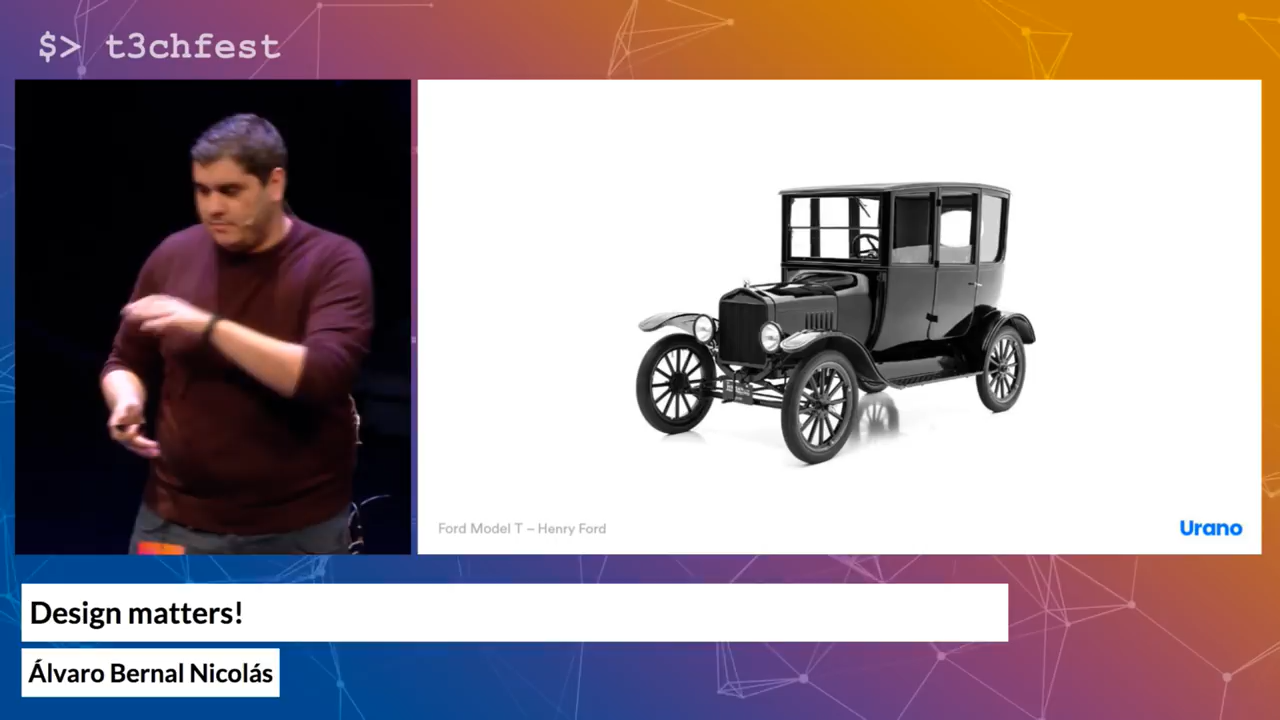 $> t3chfest
Ford Model T – Henry Ford
Urano
Design matters!
Álvaro Bernal Nicolás